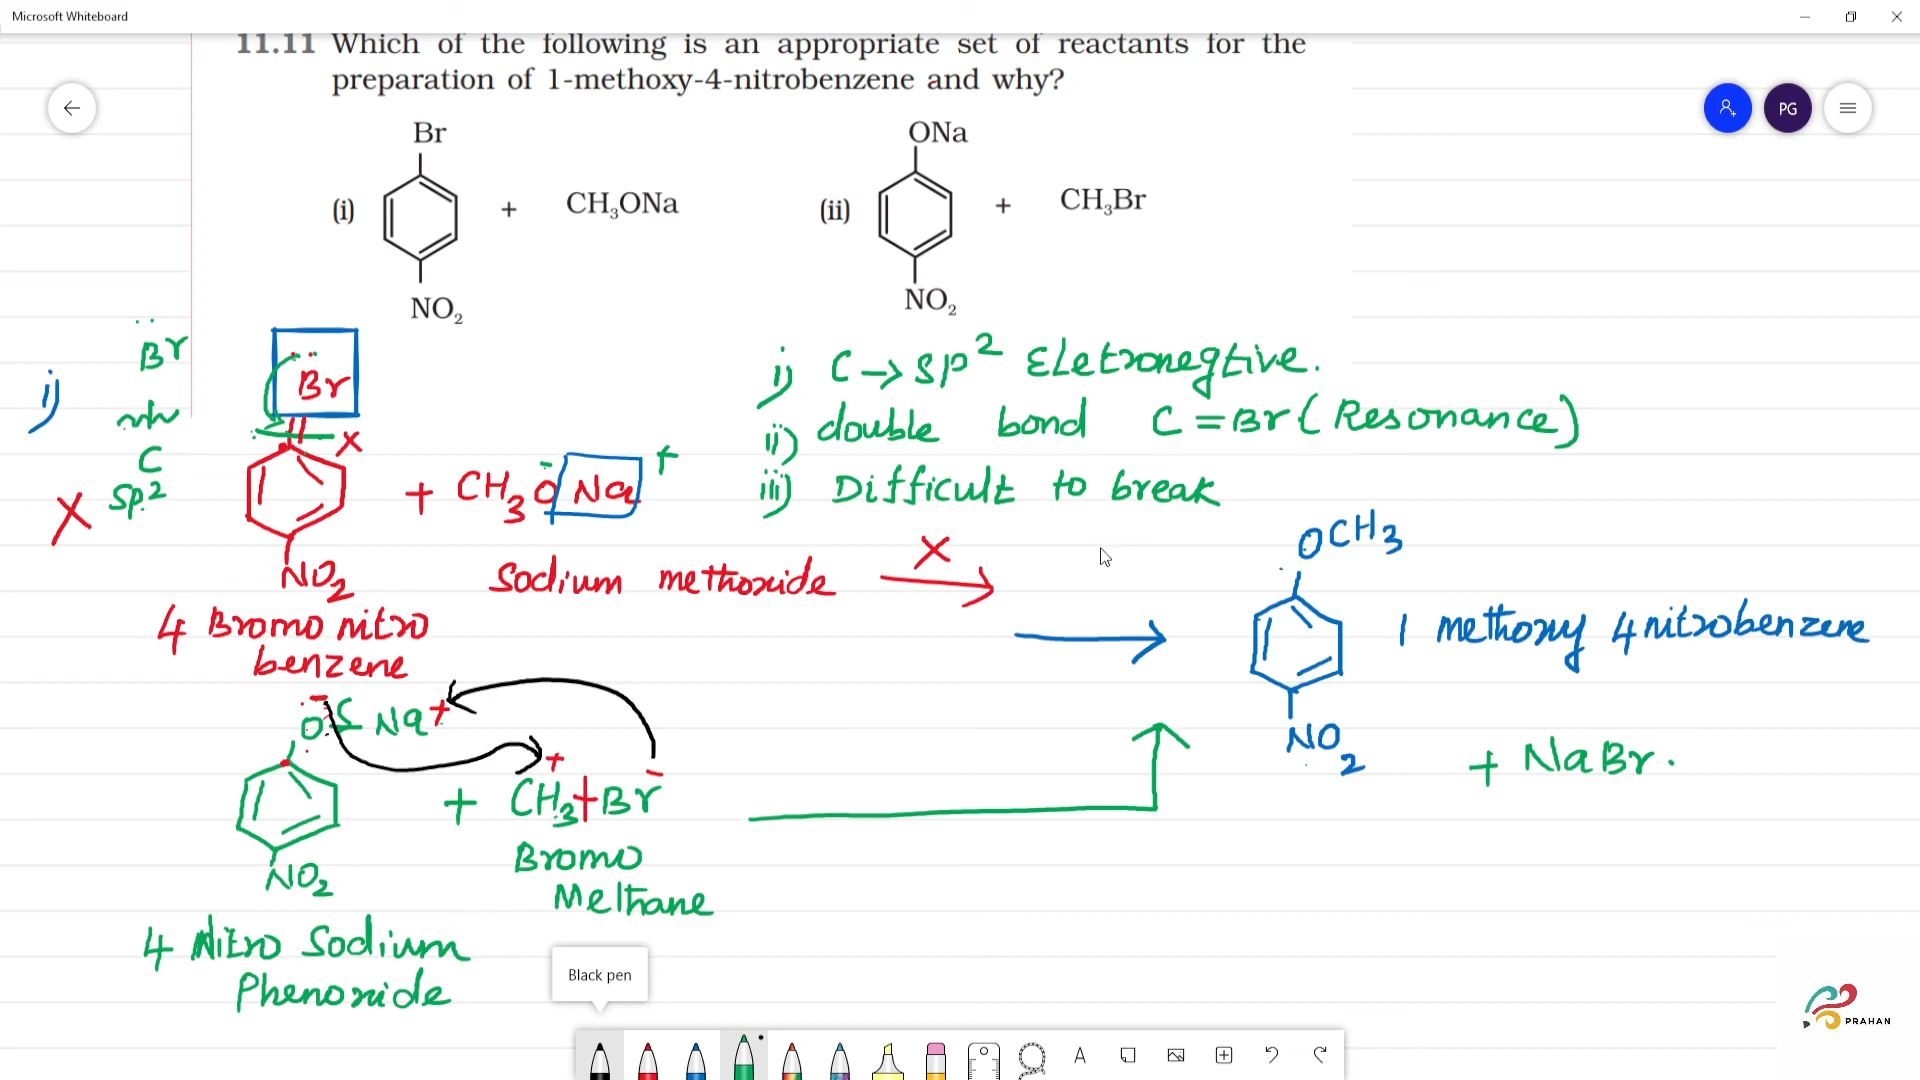 Microsoft Whiteboard
11.11 Which of the following is an appropriate set of reactants for the
preparation of 1-methoxy-4-nitrobenzene and why?
Br
ONa
(i)
+
CH3ONa
(ii)
+
CH3Br
NO2
NO2
PG
i)
Br
C
sp2
X
Br
X
+ CH3O Na +
NO2
Sodium methoxide
X
4 Bromo nitro
benzene
i) C → sp2 Eletronegtive.
ii) double bond C = Br (Resonance)
iii) Difficult to break
OCH3
1 methoxy 4 nitrobenzene
NO2
+ NaBr.
O Na+
+ CH3+Br
NO2
Bromo
Methane
4 Nitro Sodium
Phenoxide
Black pen
A
PRAHAN